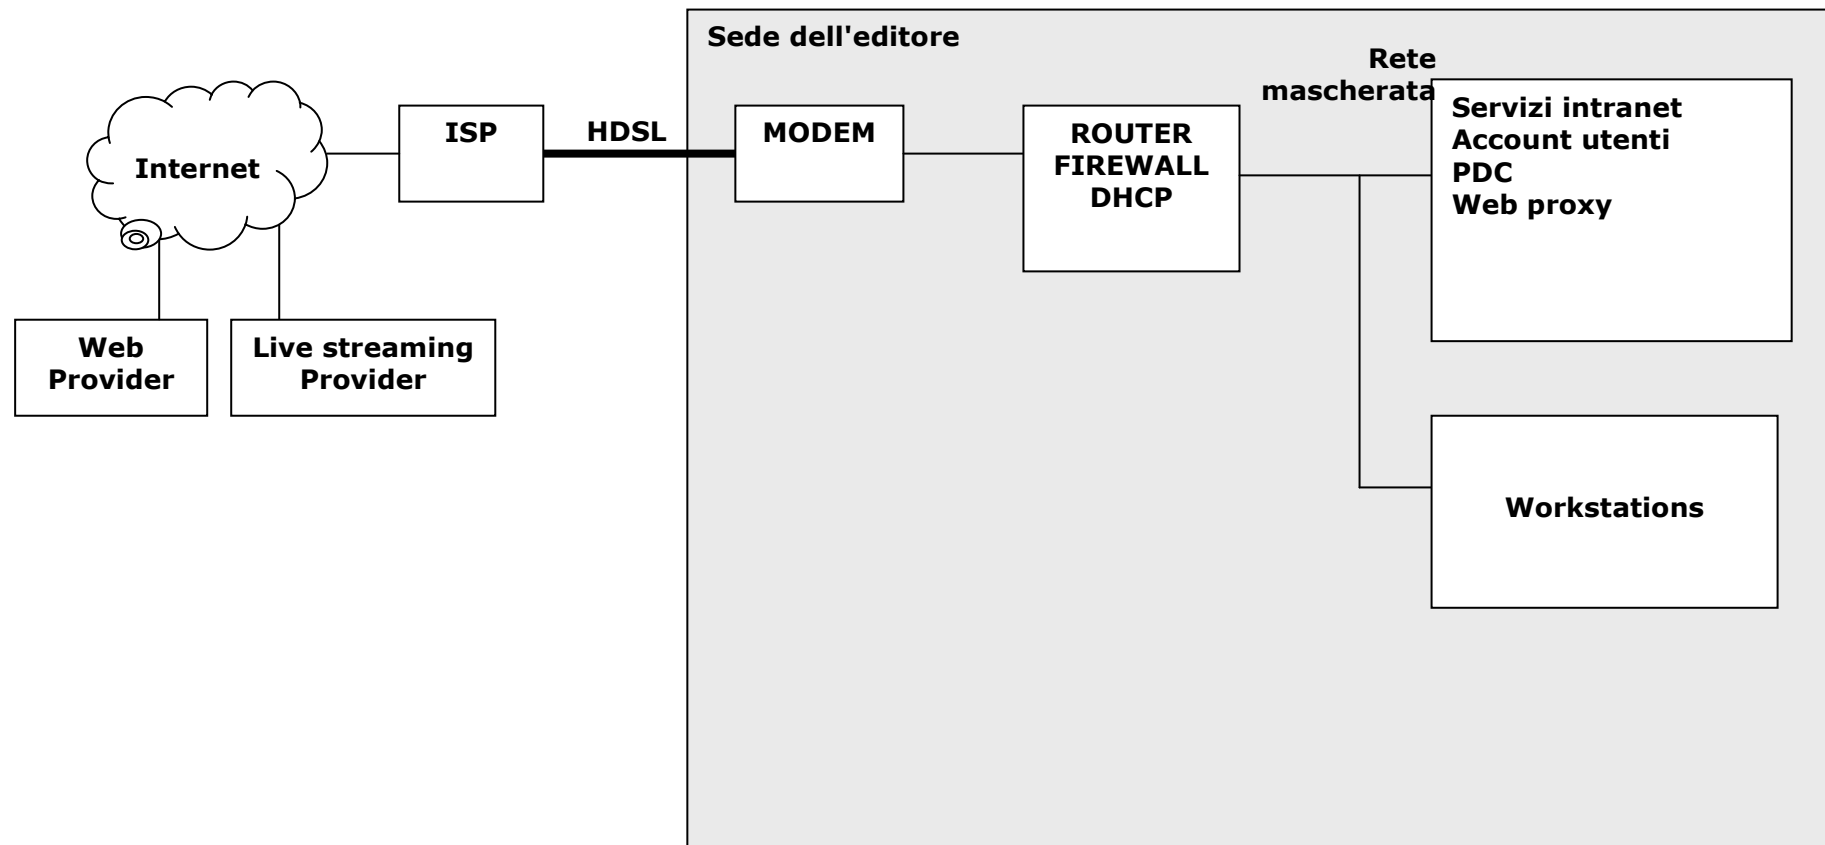 Sede dell'editore
Rete
mascherata
Internet
ISP
HDSL
MODEM
ROUTER
FIREWALL
DHCP
Servizi intranet
Account utenti
PDC
Web proxy
Web
Provider
Live streaming
Provider
Workstations